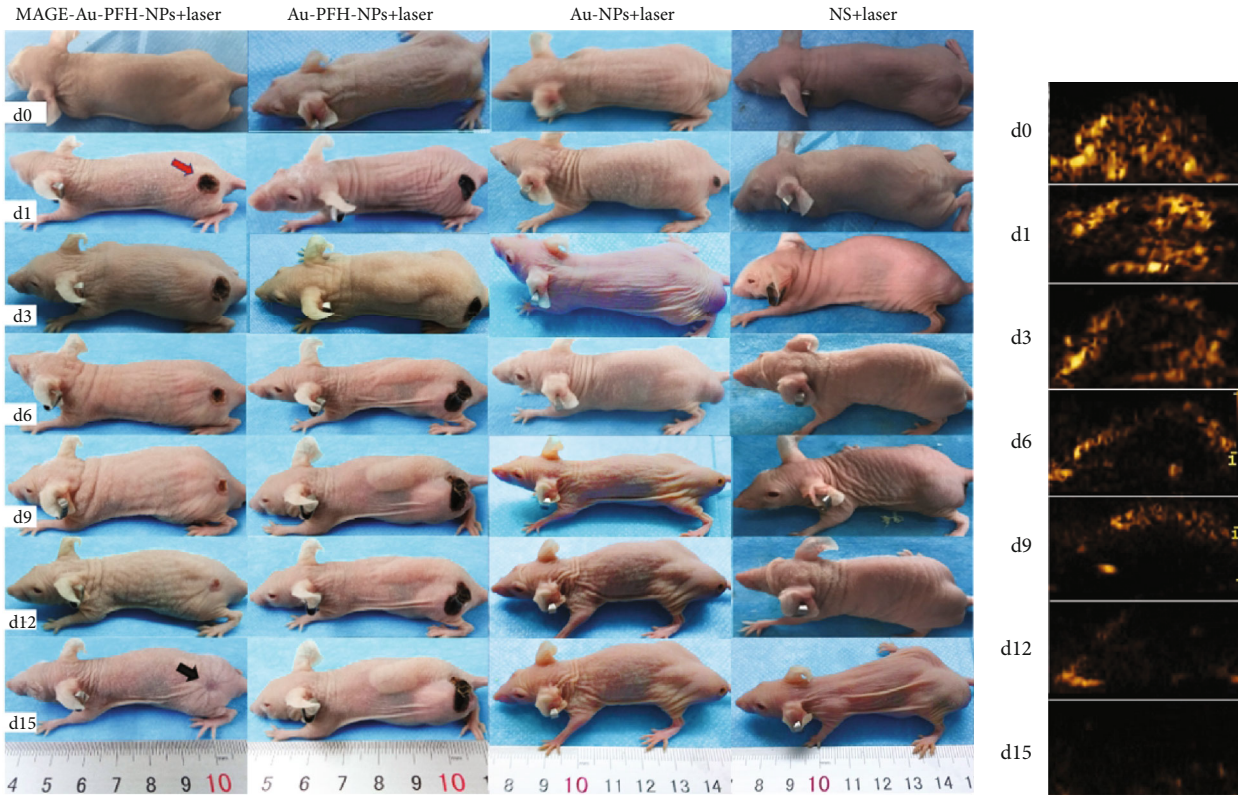 MAGE-Au-PFH-NPs+laser Au-PFH-NPs+laser Au-NPs+laser NS+laser
d0
d1
d3
d6
d9
d12
d15
4 5 6 7 8 9 10
5 6 7 8 9 10 1
8 9 10 11 12 13 14
7 8 9 10 11 12 13 14
d0
d1
d3
d6
d9
d12
d15